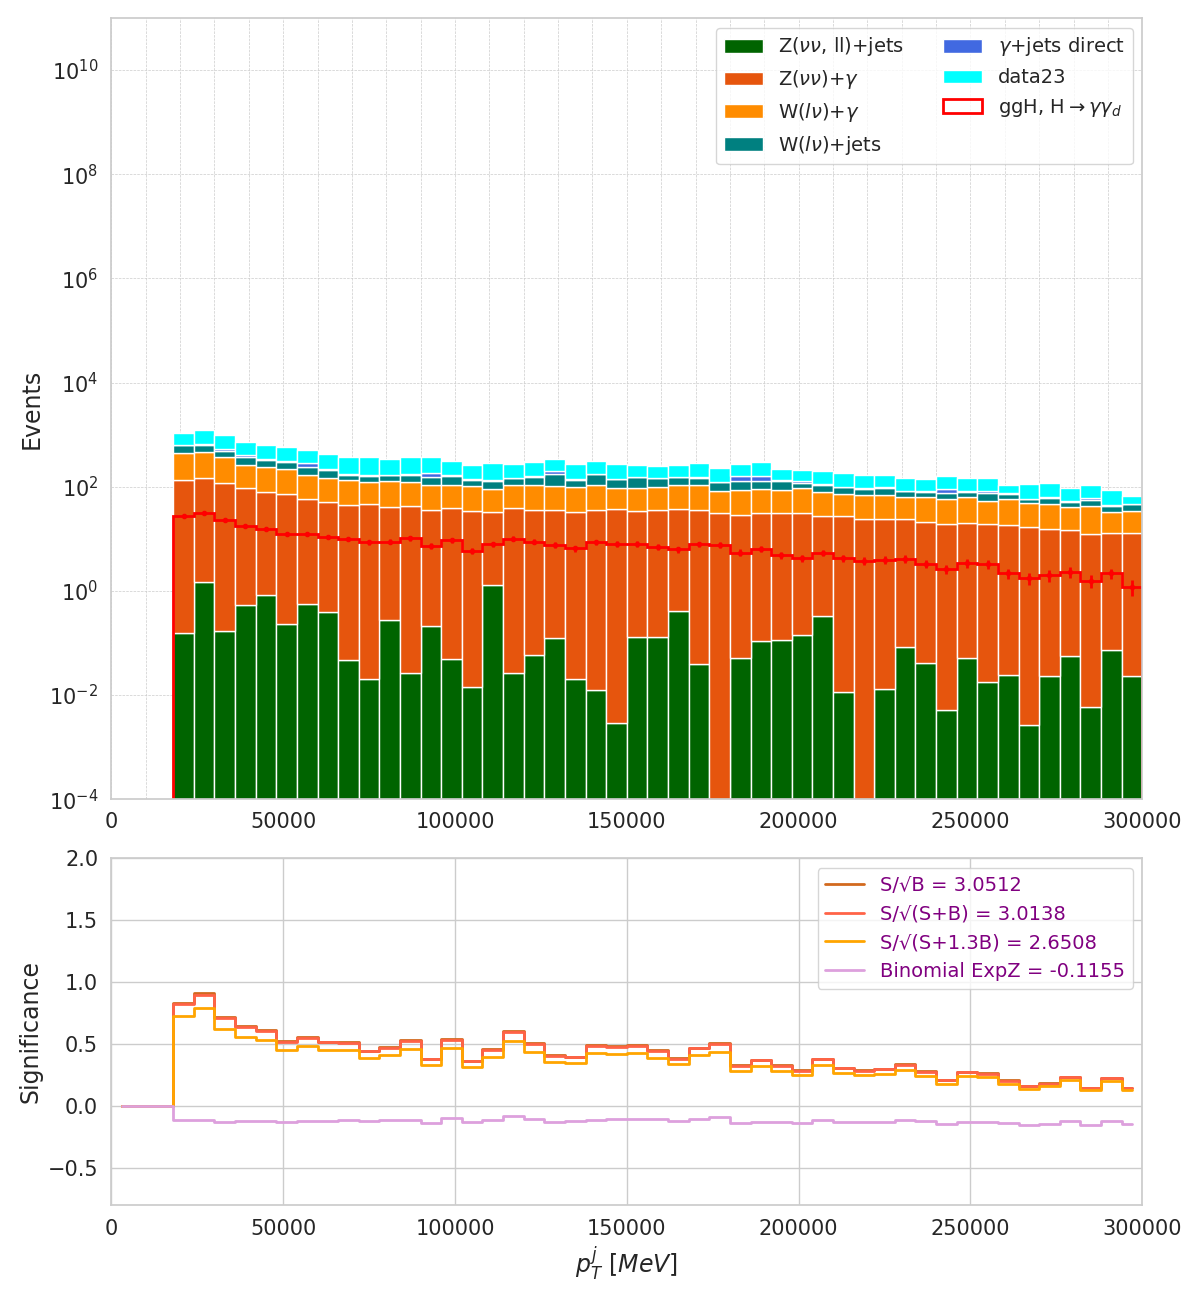 Z(νν, ll)+jets
Z(νν)+γ
W(lν)+γ
W(lν)+jets
γ+jets direct
data23
ggH, H→γγ_d
Events
10^10
10^8
10^6
10^4
10^2
10^0
10^−2
10^−4
0 50000 100000 150000 200000 250000 300000
Significance
2.0
1.5
1.0
0.5
0.0
−0.5
S/√B = 3.0512
S/√(S+B) = 3.0138
S/√(S+1.3B) = 2.6508
Binomial ExpZ = -0.1155
0 50000 100000 150000 200000 250000 300000
p_T^j [MeV]